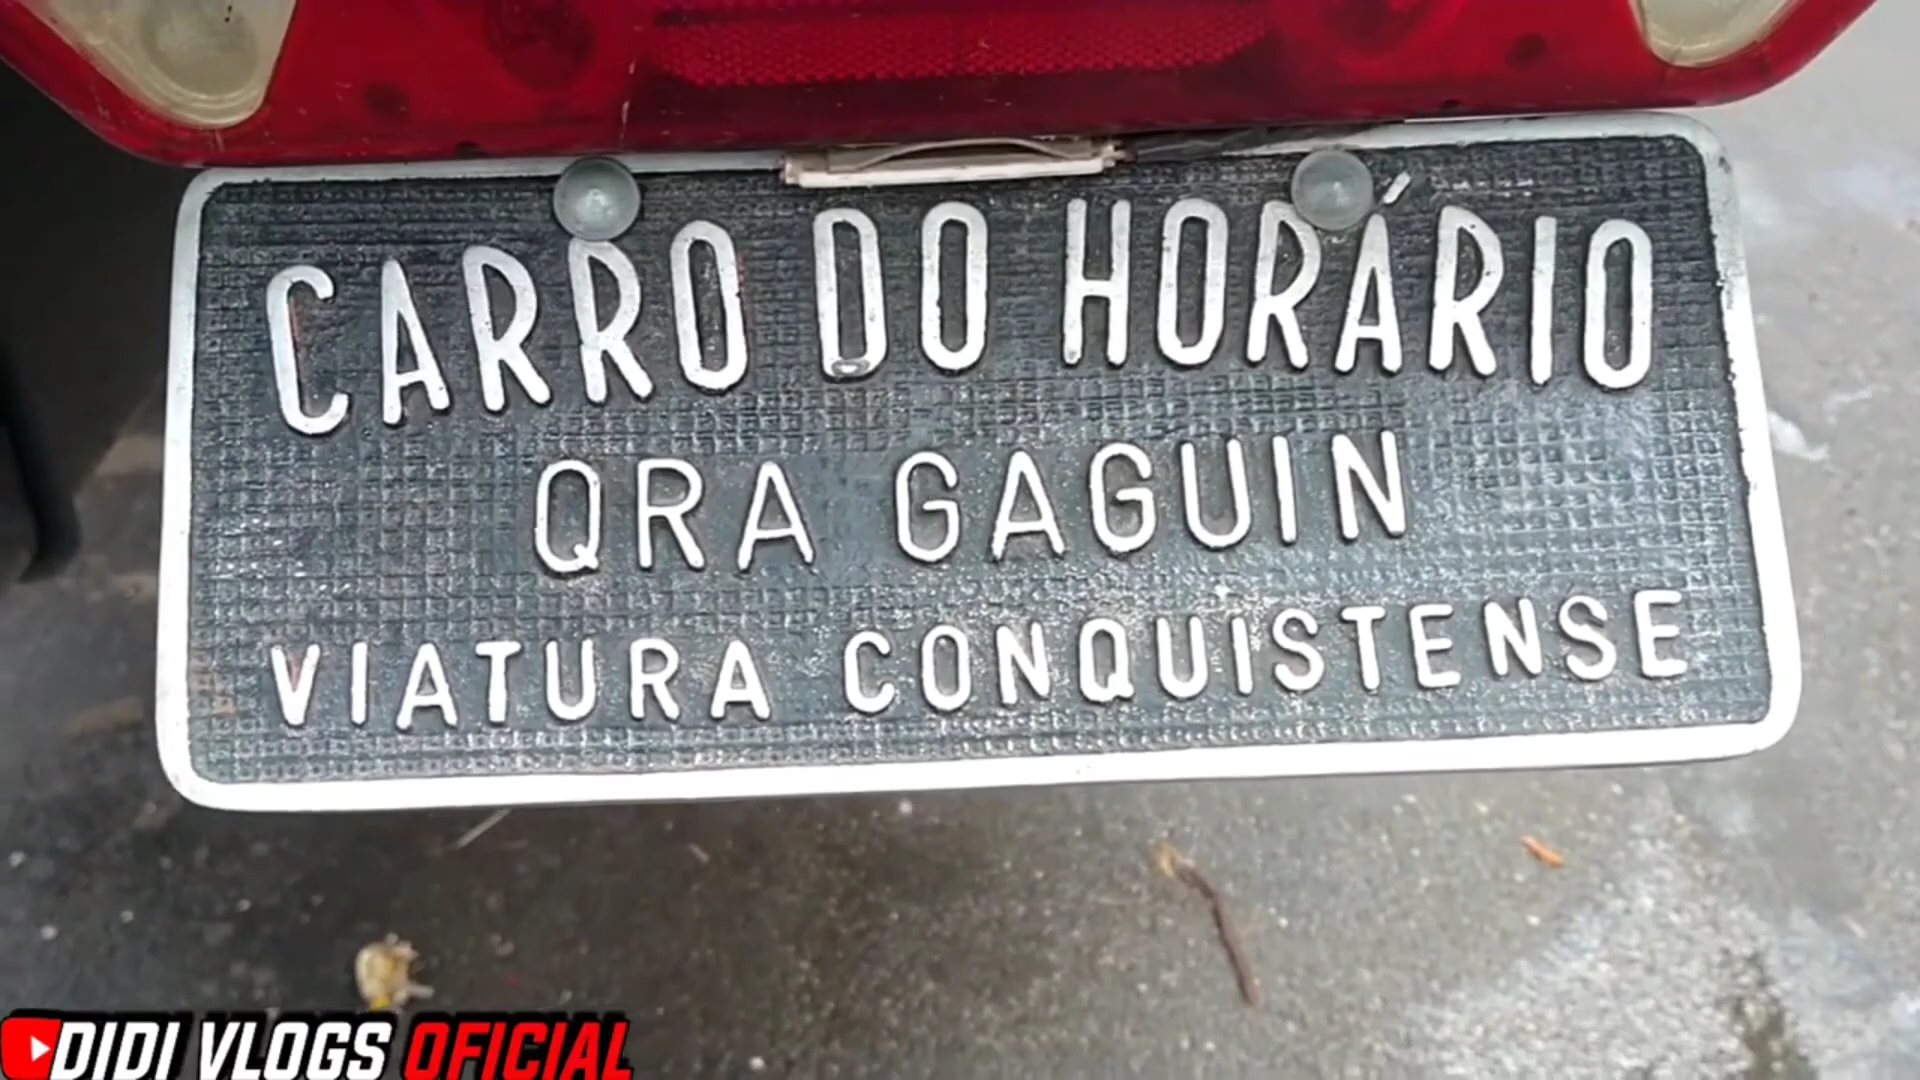 CARRO DO HORÁRIO
QRA GAGUIN
VIATURA CONQUISTENSE
DIDI VLOGS OFICIAL